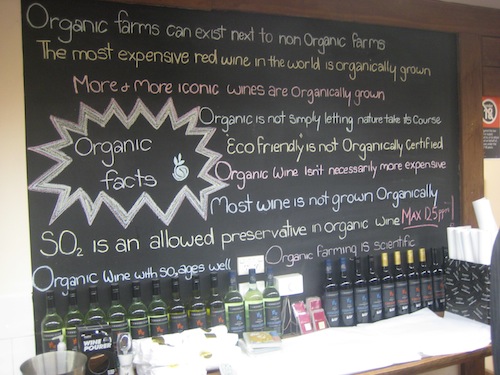 Organic farms can exist next to non Organic farms
The most expensive red wine in the world is organically grown
More & More Iconic wines are Organically grown
Organic is not simply letting nature take its Course
'Eco friendly' is not Organically Certified
Organic
facts
Organic Wine Isn't necessarily more expensive
Most wine is not grown Organically
SO₂ is an allowed preservative in organic wine
Organic farming is scientific
Organic Wine with SO₂ ages well
WINE
POURER